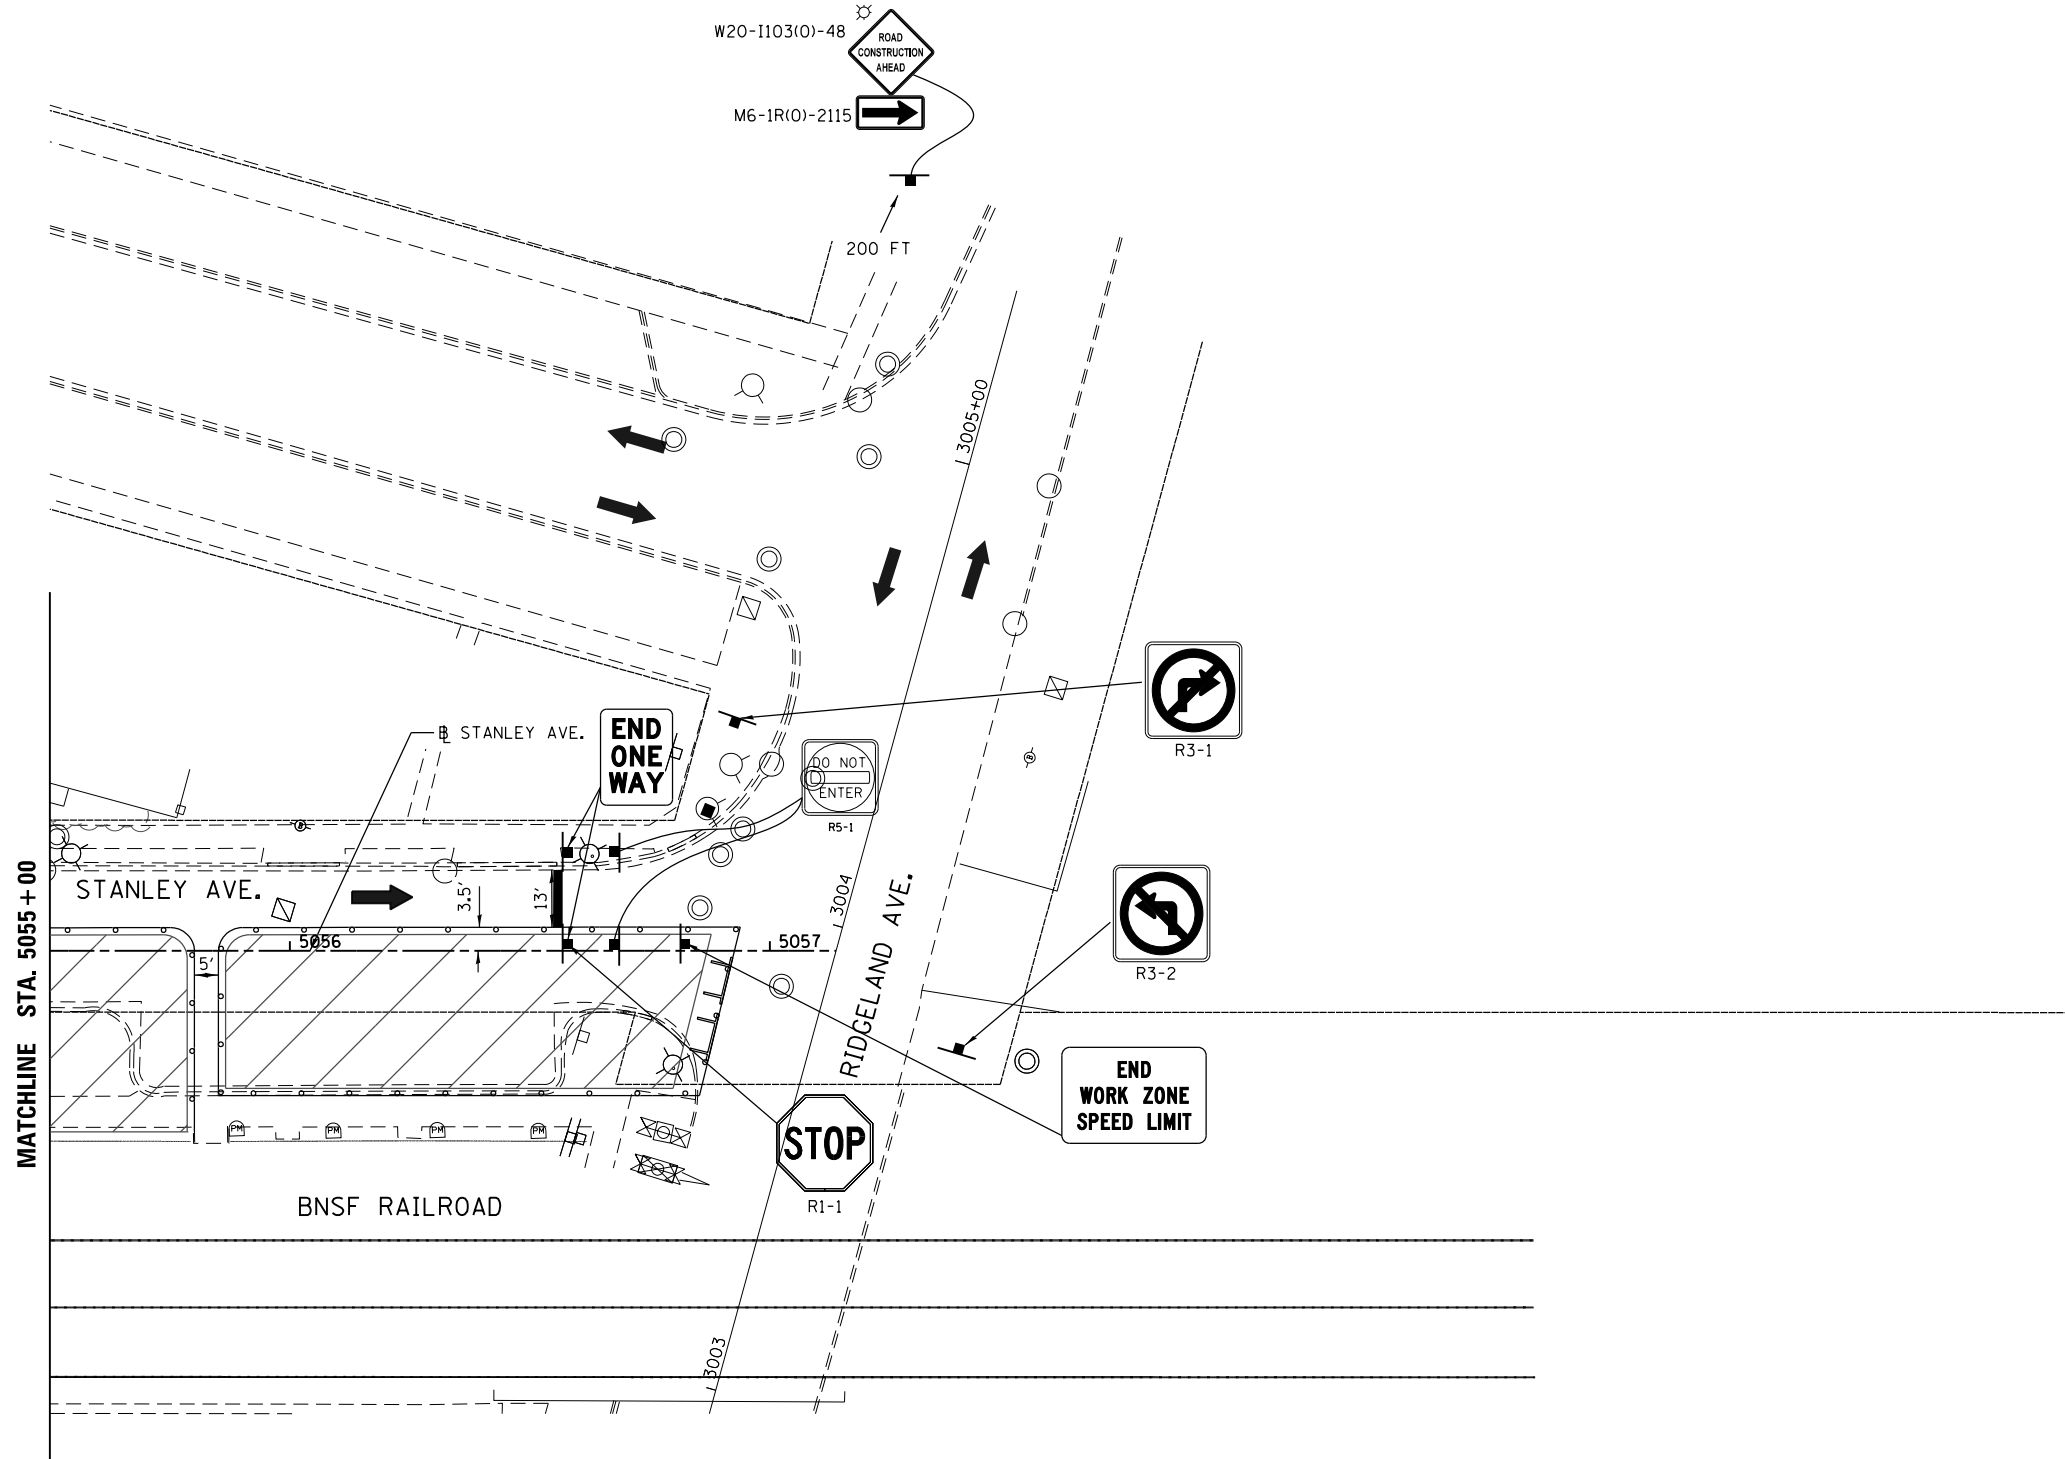 W20-I103(O)-48
ROAD
CONSTRUCTION
AHEAD
M6-1R(O)-2115
200 FT
3005+00
R3-1
℄ STANLEY AVE.
END
ONE
WAY
DO NOT
ENTER
R5-1
MATCHLINE STA. 5055+00
STANLEY AVE.
3.5'
13'
3004
RIDGELAND AVE.
R3-2
5056
5057
5'
END
WORK ZONE
SPEED LIMIT
PM
PM
PM
PM
STOP
R1-1
BNSF RAILROAD
3003